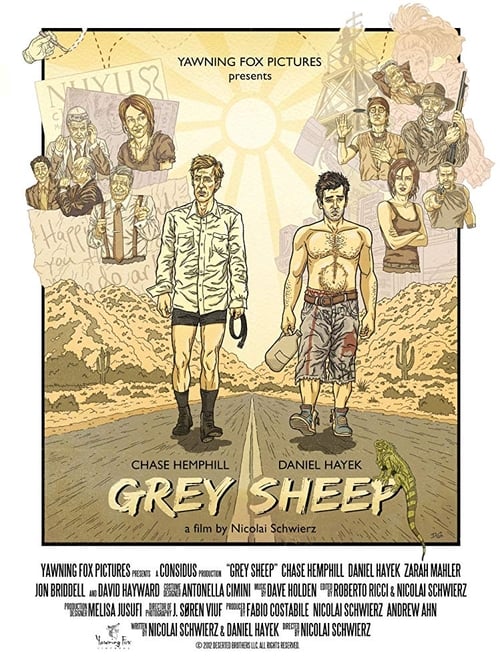 YAWNING FOX PICTURES
presents
CHASE HEMPHILL DANIEL HAYEK
GREY SHEEP
a film by Nicolai Schwierz
YAWNING FOX PICTURES PRESENTS A CONSIDUS PRODUCTION "GREY SHEEP" CHASE HEMPHILL DANIEL HAYEK ZARAH MAHLER
JON BRIDDELL AND DAVID HAYWARD COSTUME DESIGNER ANTONELLA CIMINI MUSIC BY DAVE HOLDEN EDITED BY ROBERTO RICCI & NICOLAI SCHWIERZ
PRODUCTION DESIGNER MELISA JUSUFI DIRECTOR OF PHOTOGRAPHY J. SØREN VIUF PRODUCED BY FABIO COSTABILE NICOLAI SCHWIERZ ANDREW AHN
Yawning Fox
PICTURES
WRITTEN BY NICOLAI SCHWIERZ & DANIEL HAYEK DIRECTED BY NICOLAI SCHWIERZ
© 2012 DESERTED BROTHERS LLC. ALL RIGHTS RESERVED.